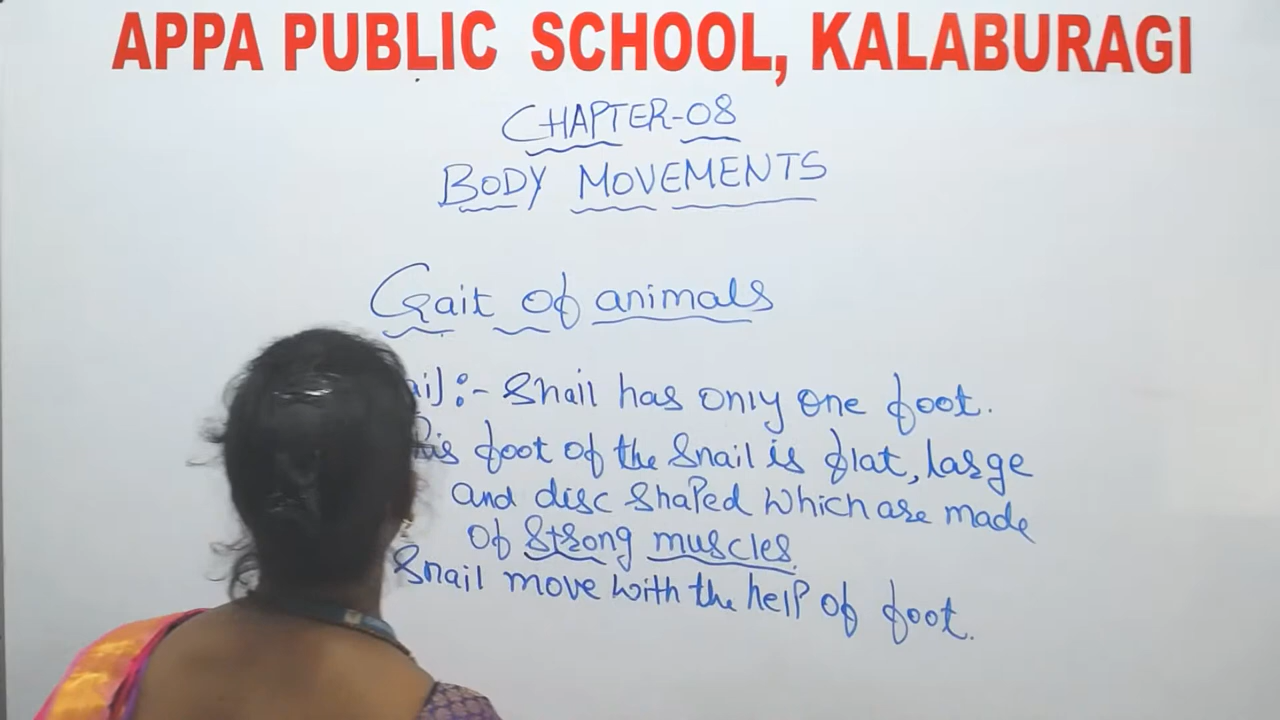 APPA PUBLIC SCHOOL, KALABURAGI
CHAPTER-08
BODY MOVEMENTS
Gait of animals
ail :- Snail has only one foot.
his foot of the snail is flat, large
and disc shaped which are made
of strong muscles.
Snail move with the help of foot.